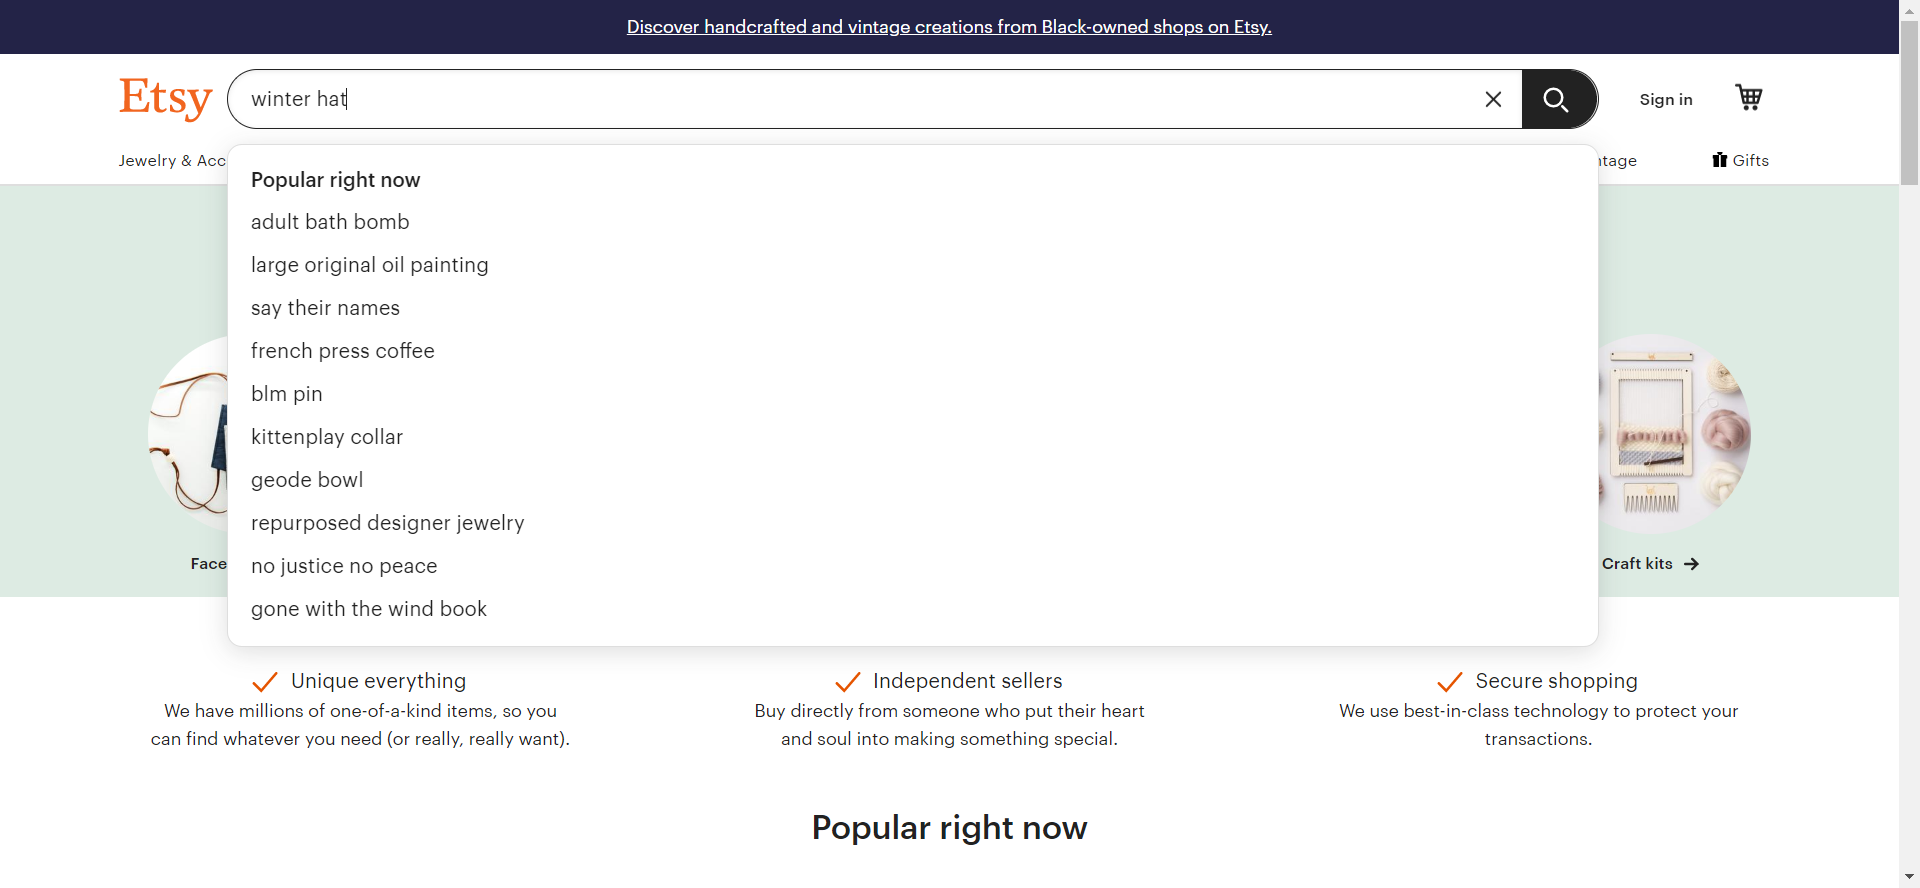 Discover handcrafted and vintage creations from Black-owned shops on Etsy.
Etsy
winter hat
Sign in
Jewelry & Acc
ntage
Gifts
Popular right now
adult bath bomb
large original oil painting
say their names
french press coffee
blm pin
kittenplay collar
geode bowl
repurposed designer jewelry
no justice no peace
gone with the wind book
Face
Craft kits
Unique everything
We have millions of one-of-a-kind items, so you
can find whatever you need (or really, really want).
Independent sellers
Buy directly from someone who put their heart
and soul into making something special.
Secure shopping
We use best-in-class technology to protect your
transactions.
Popular right now